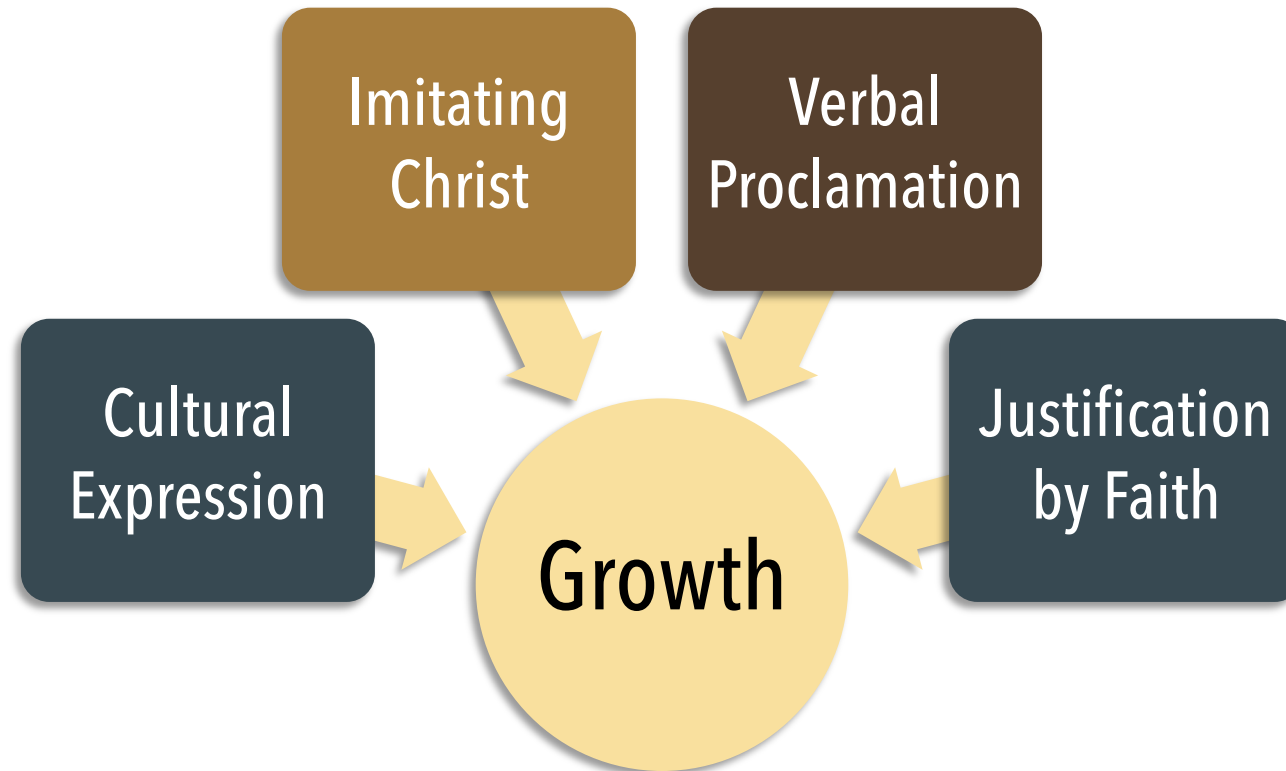 Imitating
Christ
Verbal
Proclamation
Cultural
Expression
Justification
by Faith
Growth